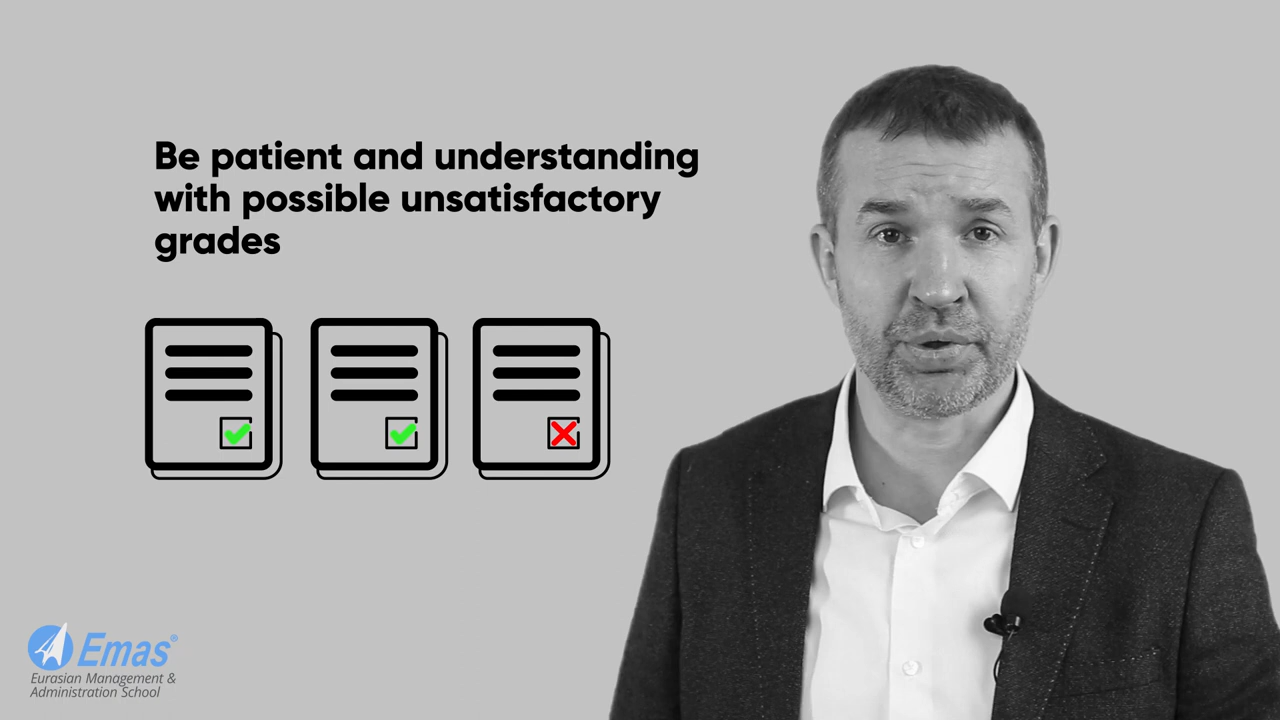 Be patient and understanding
with possible unsatisfactory
grades
Emas®
Eurasian Management &
Administration School